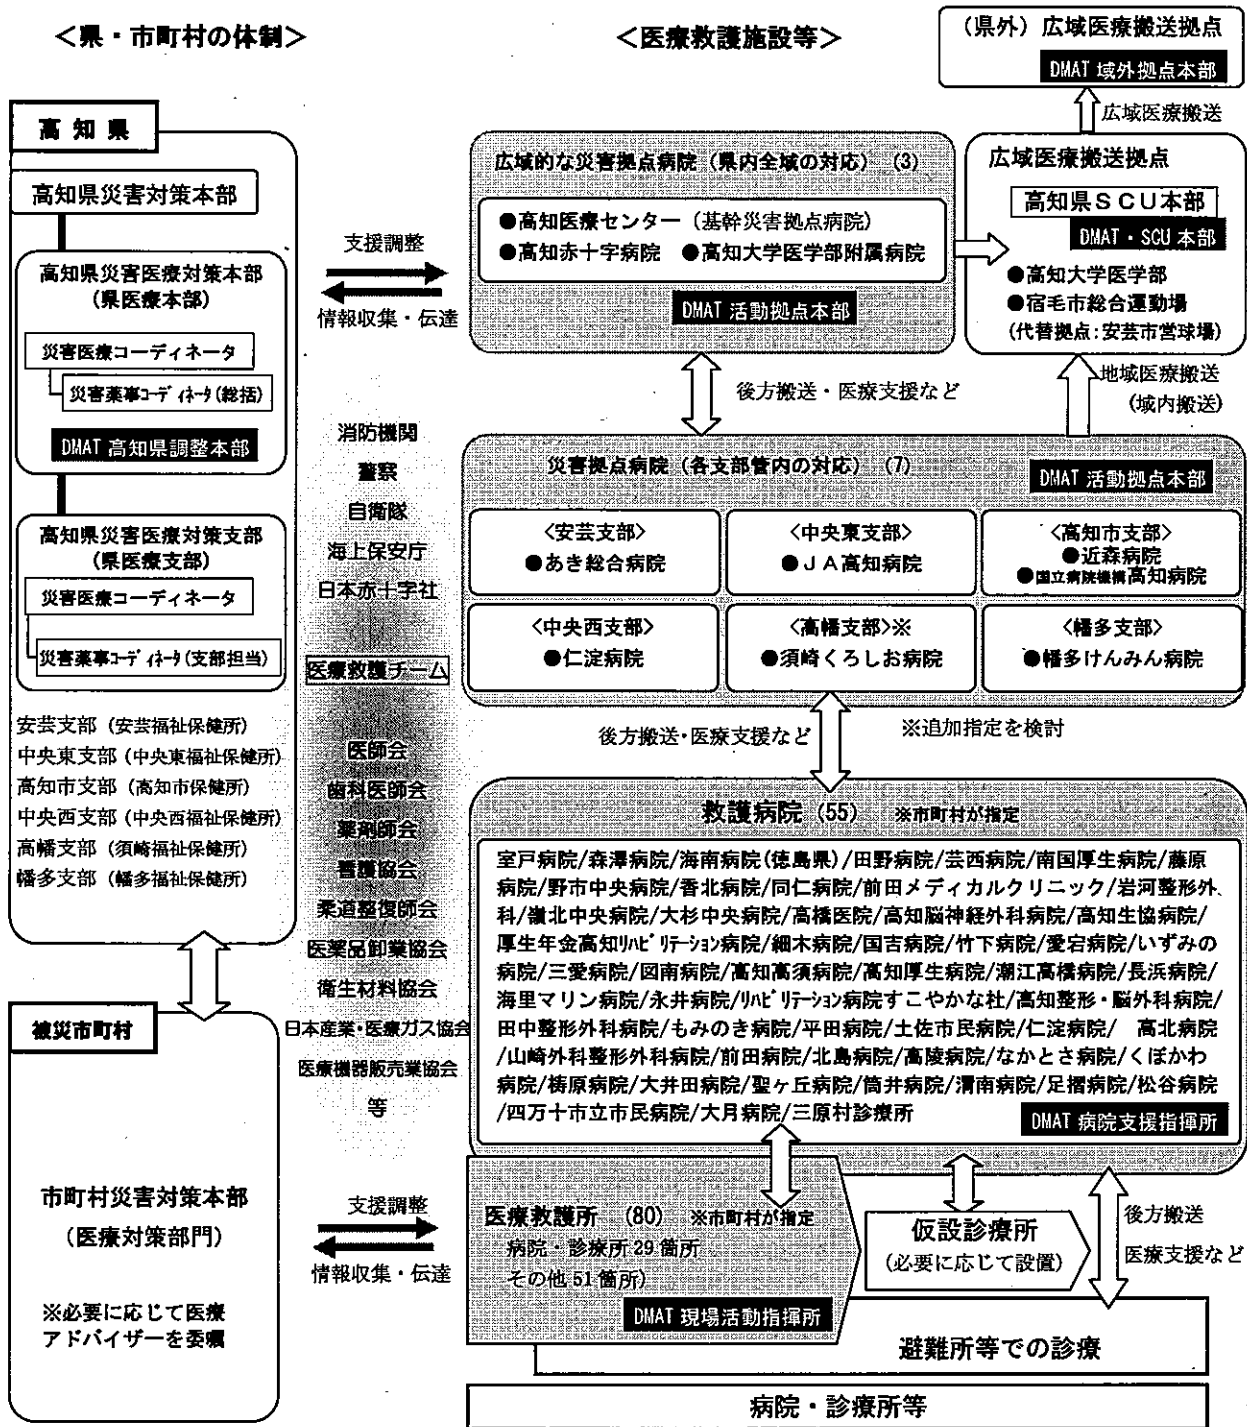 ＜県・市町村の体制＞
＜医療救護施設等＞
（県外）広域医療搬送拠点
DMAT 域外拠点本部
広域医療搬送
高 知 県
高知県災害対策本部
高知県災害医療対策本部
(県医療本部)
災害医療コーディネータ
災害薬事コーディネータ(総括)
DMAT 高知県調整本部
高知県災害医療対策支部
(県医療支部)
災害医療コーディネータ
災害薬事コーディネータ(支部担当)
安芸支部（安芸福祉保健所）
中央東支部（中央東福祉保健所）
高知市支部（高知市保健所）
中央西支部（中央西福祉保健所）
高幡支部（須崎福祉保健所）
幡多支部（幡多福祉保健所）
被災市町村
市町村災害対策本部
（医療対策部門）
※必要に応じて医療
アドバイザーを委嘱
支援調整
情報収集・伝達
消防機関
警察
自衛隊
海上保安庁
日本赤十字社
医療救護チーム
医師会
歯科医師会
薬剤師会
看護協会
柔道整復師会
医薬品卸業協会
衛生材料協会
日本産業・医療ガス協会
医療機器販売業協会
等
支援調整
情報収集・伝達
広域的な災害拠点病院（県内全域の対応） (3)
●高知医療センター（基幹災害拠点病院）
●高知赤十字病院 ●高知大学医学部附属病院
DMAT 活動拠点本部
広域医療搬送拠点
高知県ＳＣＵ本部
DMAT・SCU 本部
●高知大学医学部
●宿毛市総合運動場
(代替拠点:安芸市営球場)
後方搬送・医療支援など
地域医療搬送
(域内搬送)
災害拠点病院（各支部管内の対応） (7)
DMAT 活動拠点本部
〈安芸支部〉
●あき総合病院
〈中央東支部〉
●ＪＡ高知病院
〈高知市支部〉
●近森病院
●国立病院機構高知病院
〈中央西支部〉
●仁淀病院
〈高幡支部〉※
●須崎くろしお病院
〈幡多支部〉
●幡多けんみん病院
後方搬送・医療支援など
※追加指定を検討
救護病院 (55) ※市町村が指定
室戸病院/森澤病院/海南病院(徳島県)/田野病院/芸西病院/南国厚生病院/藤原
病院/野市中央病院/香北病院/同仁病院/前田メディカルクリニック/岩河整形外
科/嶺北中央病院/大杉中央病院/高橋医院/高知脳神経外科病院/高知生協病院/
厚生年金高知リハビリテーション病院/細木病院/国吉病院/竹下病院/愛宕病院/いずみの
病院/三愛病院/図南病院/高知高須病院/高知厚生病院/潮江高橋病院/長浜病院/
海里マリン病院/永井病院/リハビリテーション病院すこやかな社/高知整形・脳外科病院/
田中整形外科病院/もみのき病院/平田病院/土佐市民病院/仁淀病院/ 高北病院
/山崎外科整形外科病院/前田病院/北島病院/高陵病院/なかとさ病院/くぼかわ
病院/梼原病院/大井田病院/聖ヶ丘病院/筒井病院/渭南病院/足摺病院/松谷病院
/四万十市立市民病院/大月病院/三原村診療所
DMAT 病院支援指揮所
医療救護所 (80) ※市町村が指定
病院・診療所 29 箇所
その他 51 箇所)
DMAT 現場活動指揮所
仮設診療所
(必要に応じて設置)
後方搬送
医療支援など
避難所等での診療
病院・診療所等